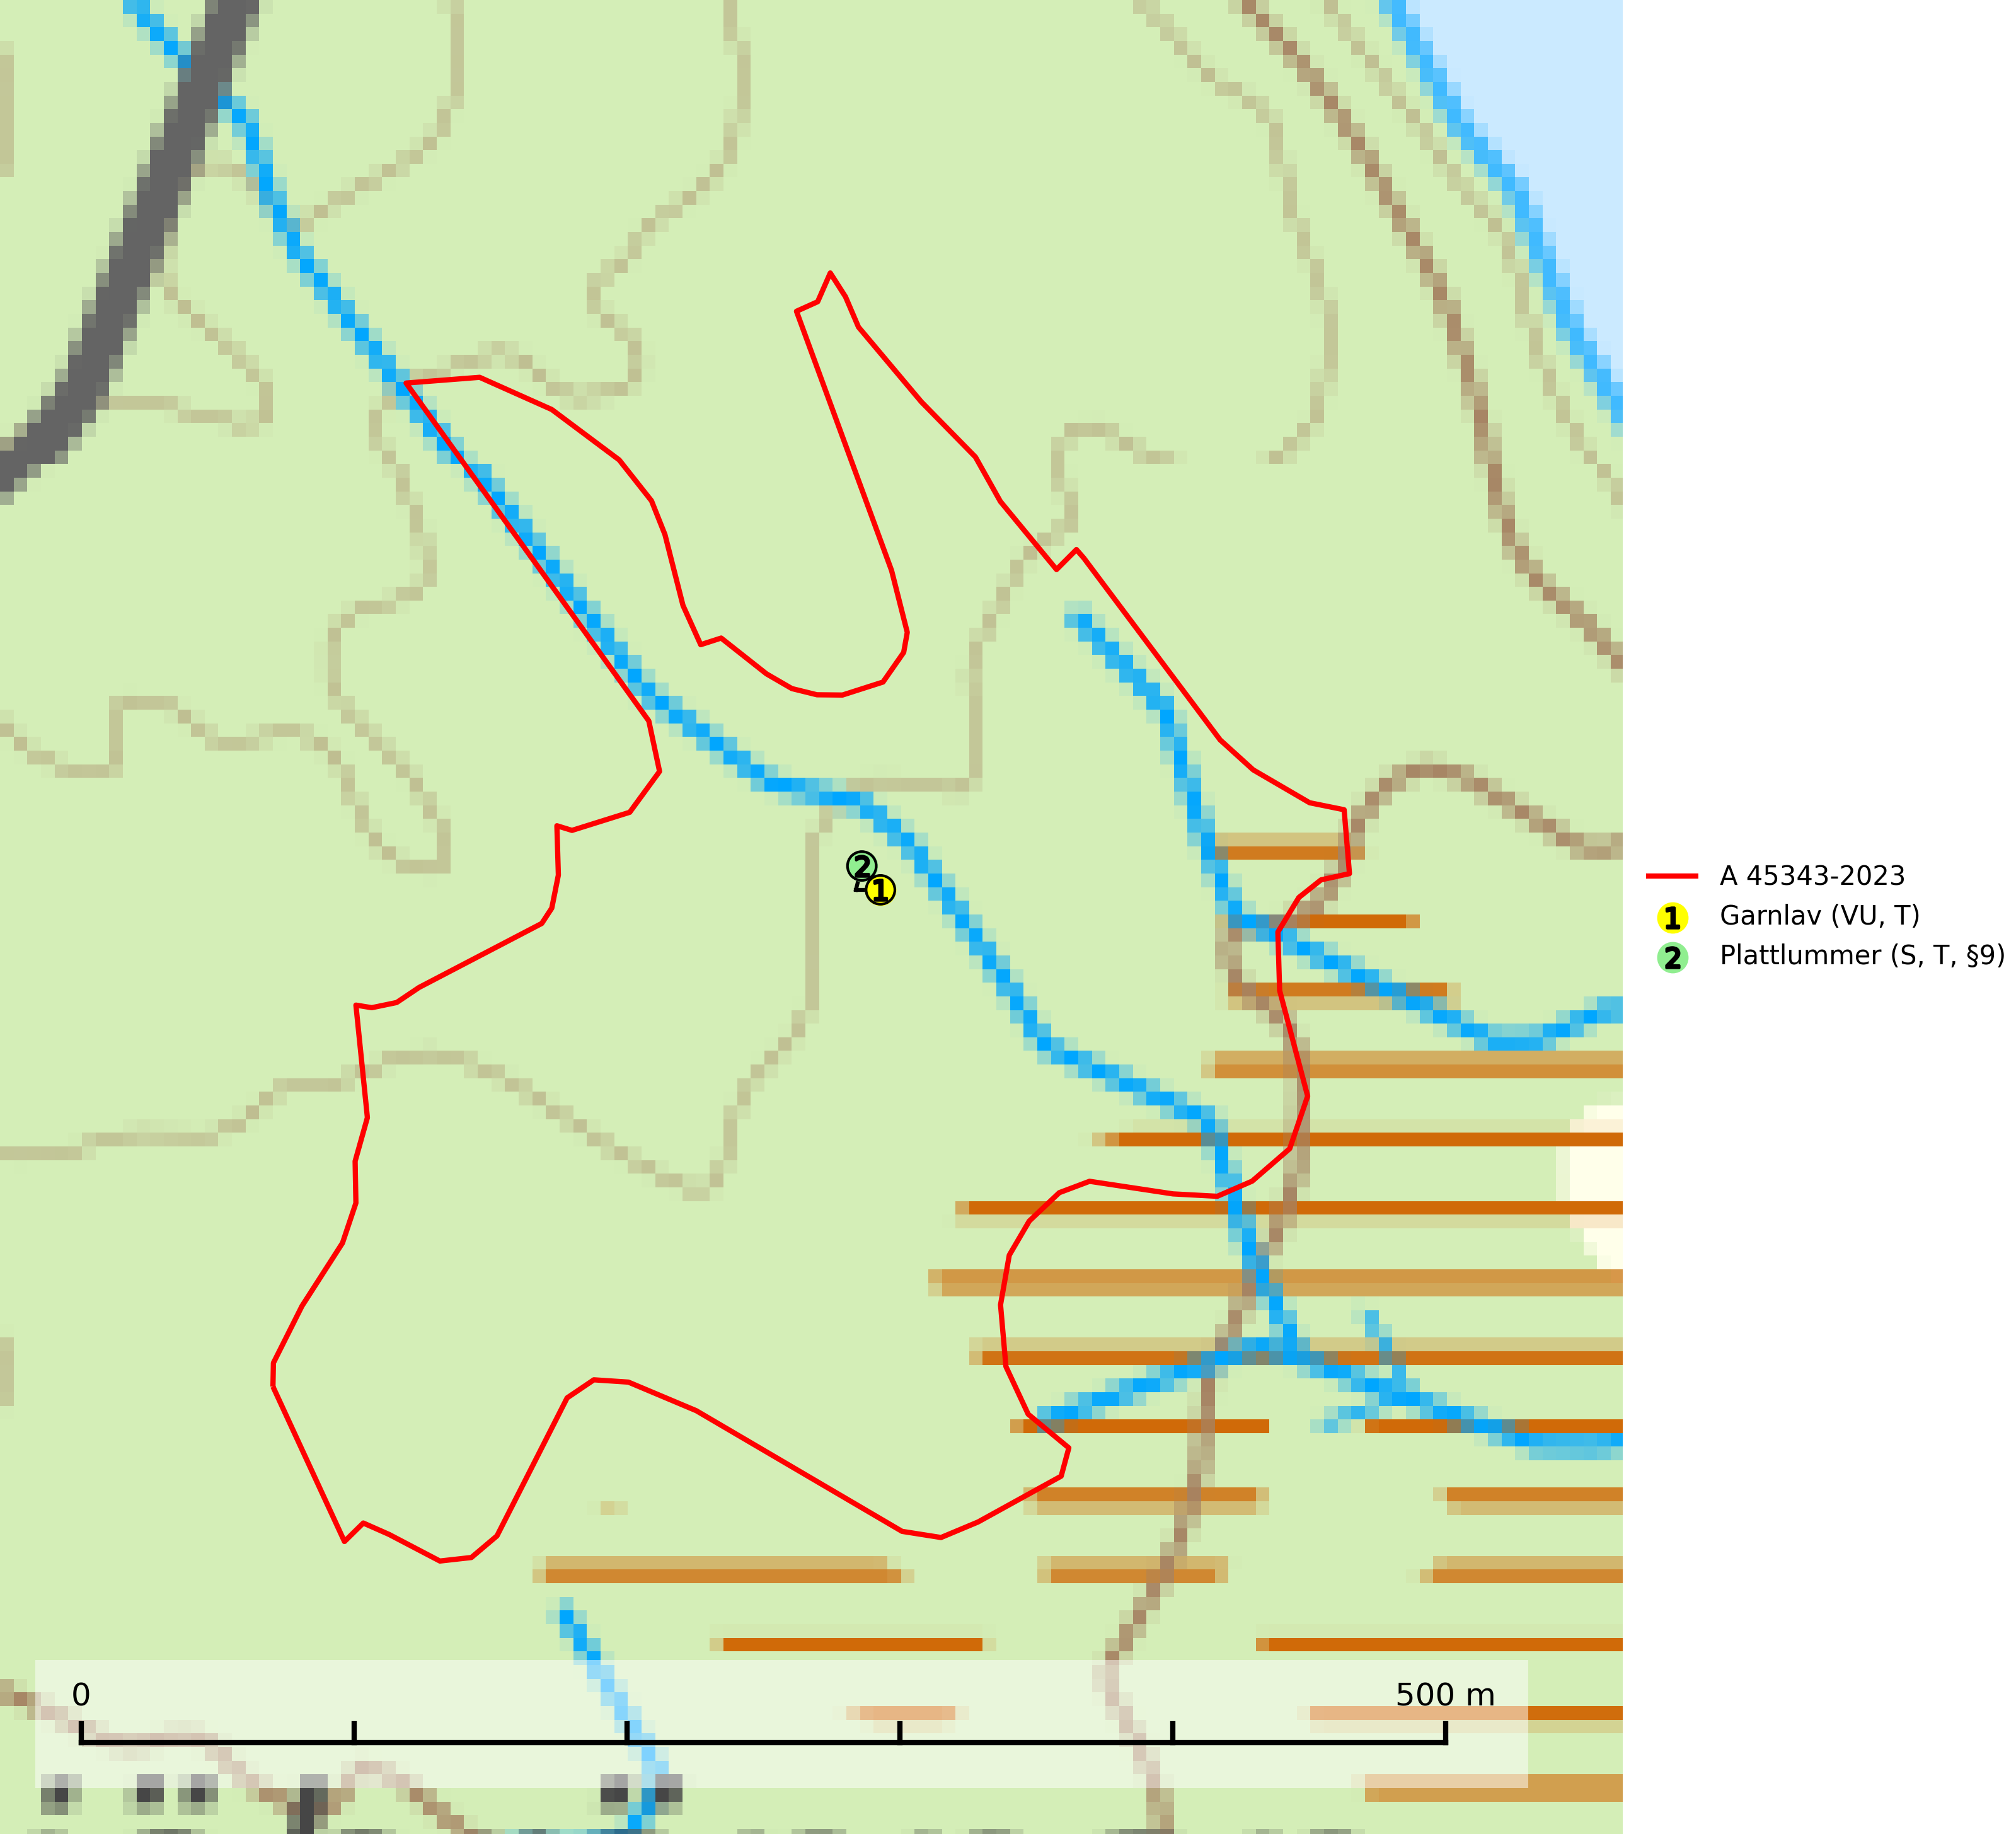 2
1
A 45343-2023
1 Garnlav (VU, T)
2 Plattlummer (S, T, §9)
0 500 m